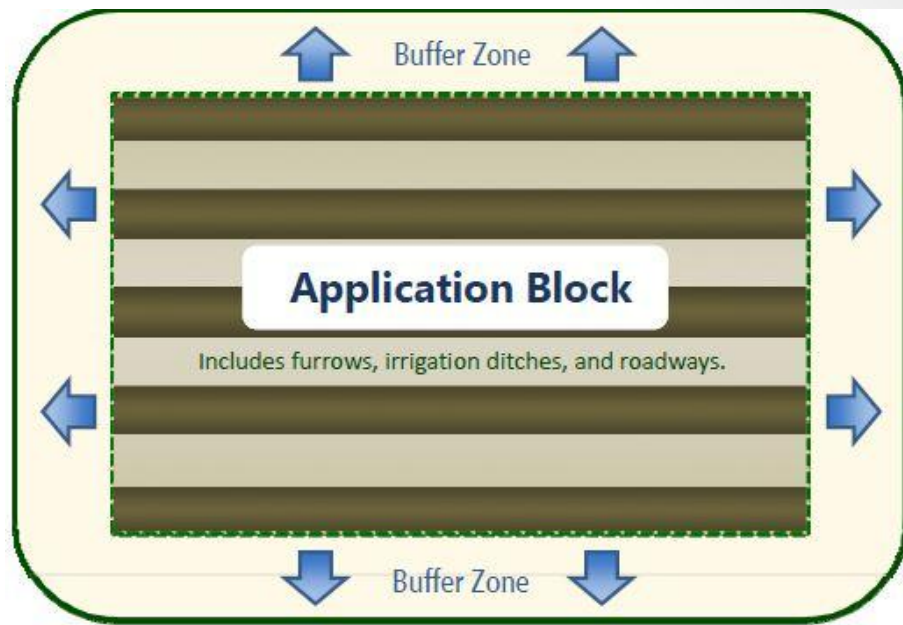 Buffer Zone
Application Block
Includes furrows, irrigation ditches, and roadways.
Buffer Zone